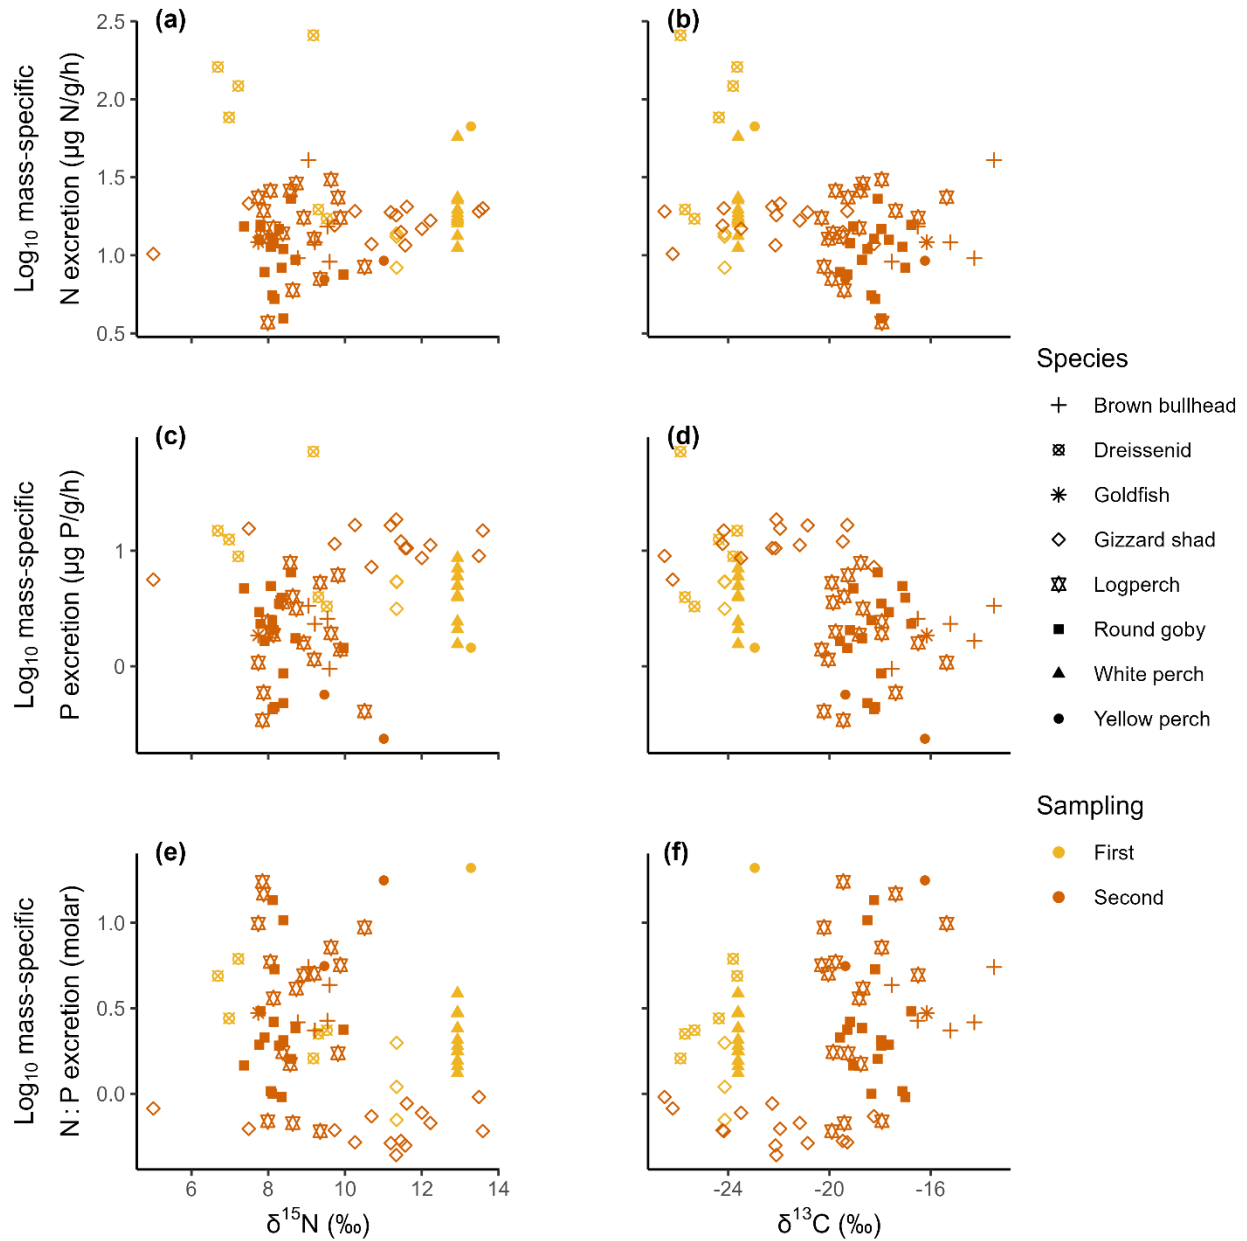 (a)
(b)
2.5
2.0
1.5
1.0
0.5
Log10 mass-specific
N excretion (µg N/g/h)
(c)
(d)
1
0
Log10 mass-specific
P excretion (µg P/g/h)
(e)
(f)
1.0
0.5
0.0
Log10 mass-specific
N : P excretion (molar)
6 8 10 12 14
-24 -20 -16
δ15N (‰)
δ13C (‰)
Species
Brown bullhead
Dreissenid
Goldfish
Gizzard shad
Logperch
Round goby
White perch
Yellow perch
Sampling
First
Second